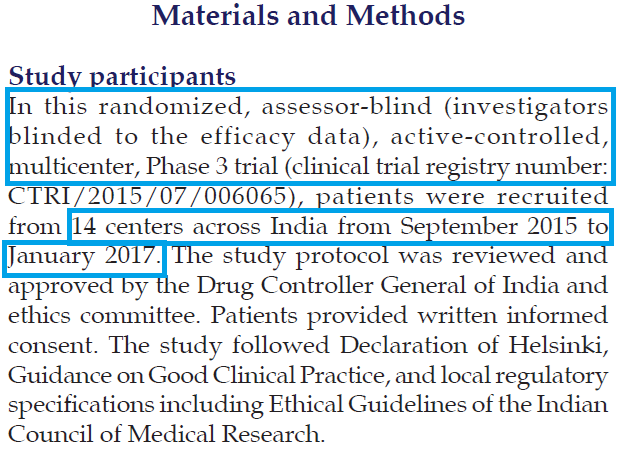 Materials and Methods
Study participants
In this randomized, assessor-blind (investigators
blinded to the efficacy data), active-controlled,
multicenter, Phase 3 trial (clinical trial registry number:
CTRI/2015/07/006065), patients were recruited
from 14 centers across India from September 2015 to
January 2017. The study protocol was reviewed and
approved by the Drug Controller General of India and
ethics committee. Patients provided written informed
consent. The study followed Declaration of Helsinki,
Guidance on Good Clinical Practice, and local regulatory
specifications including Ethical Guidelines of the Indian
Council of Medical Research.